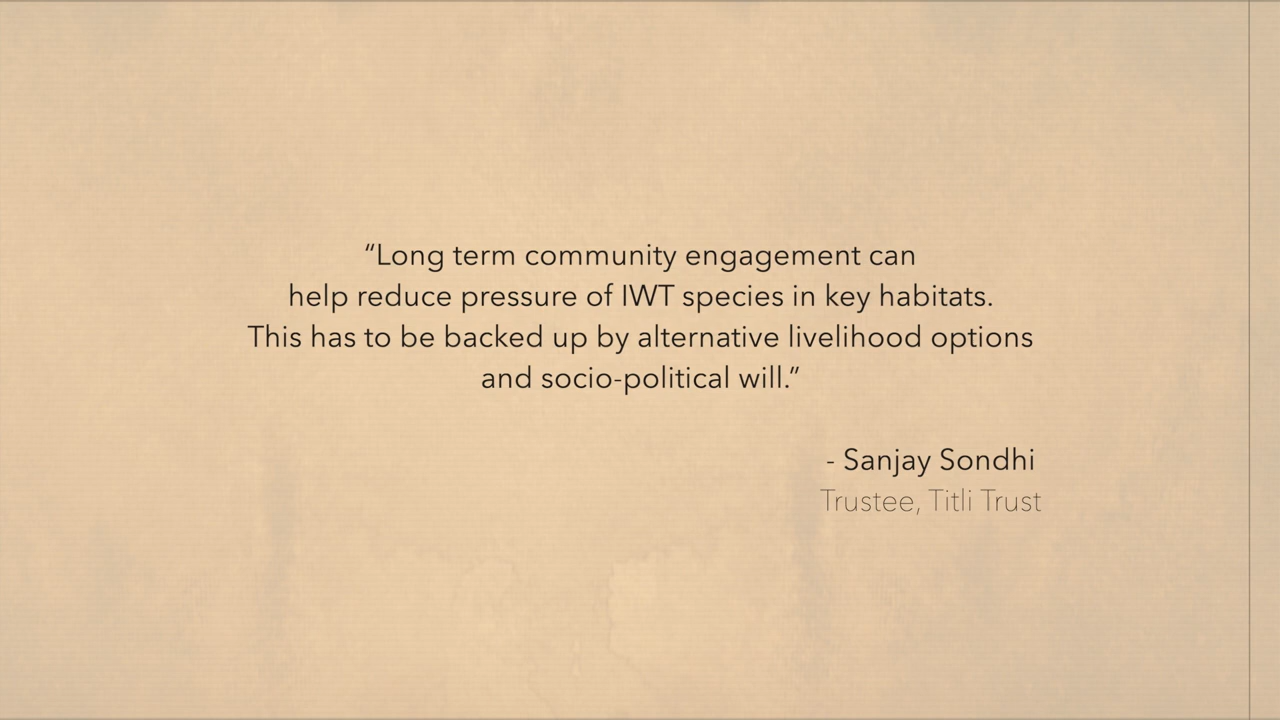 “Long term community engagement can
help reduce pressure of IWT species in key habitats.
This has to be backed up by alternative livelihood options
and socio-political will.”
- Sanjay Sondhi
Trustee, Titli Trust